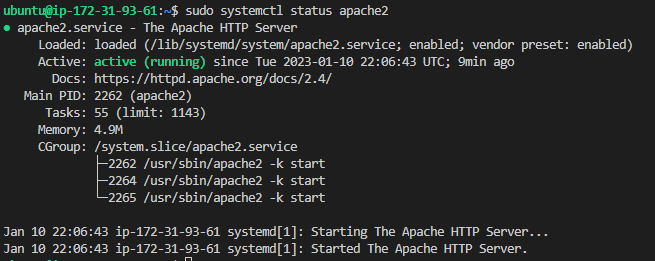 ubuntu@ip-172-31-93-61:~$ sudo systemctl status apache2
● apache2.service - The Apache HTTP Server
Loaded: loaded (/lib/systemd/system/apache2.service; enabled; vendor preset: enabled)
Active: active (running) since Tue 2023-01-10 22:06:43 UTC; 9min ago
Docs: https://httpd.apache.org/docs/2.4/
Main PID: 2262 (apache2)
Tasks: 55 (limit: 1143)
Memory: 4.9M
CGroup: /system.slice/apache2.service
├─2262 /usr/sbin/apache2 -k start
├─2264 /usr/sbin/apache2 -k start
└─2265 /usr/sbin/apache2 -k start
Jan 10 22:06:43 ip-172-31-93-61 systemd[1]: Starting The Apache HTTP Server...
Jan 10 22:06:43 ip-172-31-93-61 systemd[1]: Started The Apache HTTP Server.